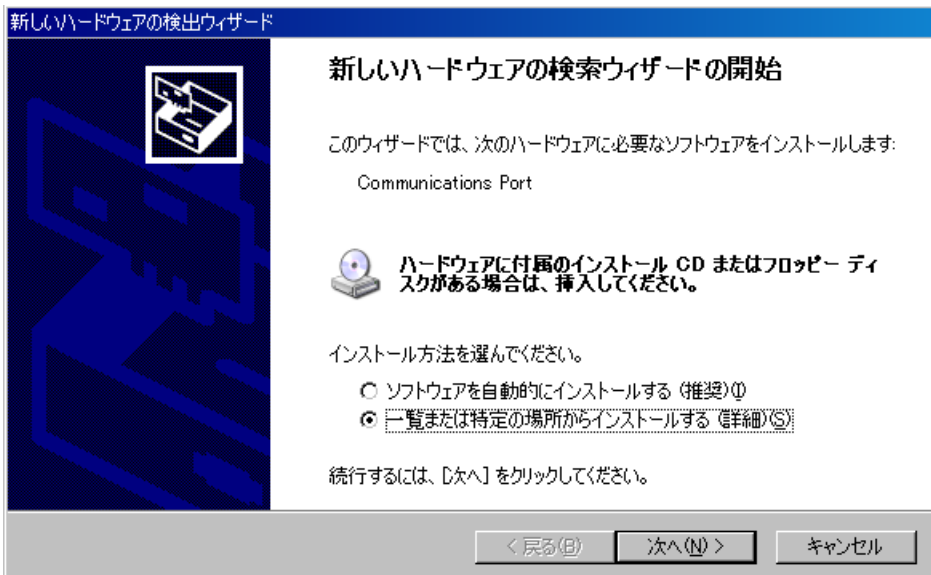 新しいハードウェアの検出ウィザード
新しいハードウェアの検索ウィザードの開始
このウィザードでは、次のハードウェアに必要なソフトウェアをインストールします:
Communications Port
ハードウェアに付属のインストール CD またはフロッピー ディ
スクがある場合は、挿入してください。
インストール方法を選んでください。
ソフトウェアを自動的にインストールする (推奨)(I)
一覧または特定の場所からインストールする (詳細)(S)
続行するには、[次へ] をクリックしてください。
< 戻る(B) 次へ(N) > キャンセル